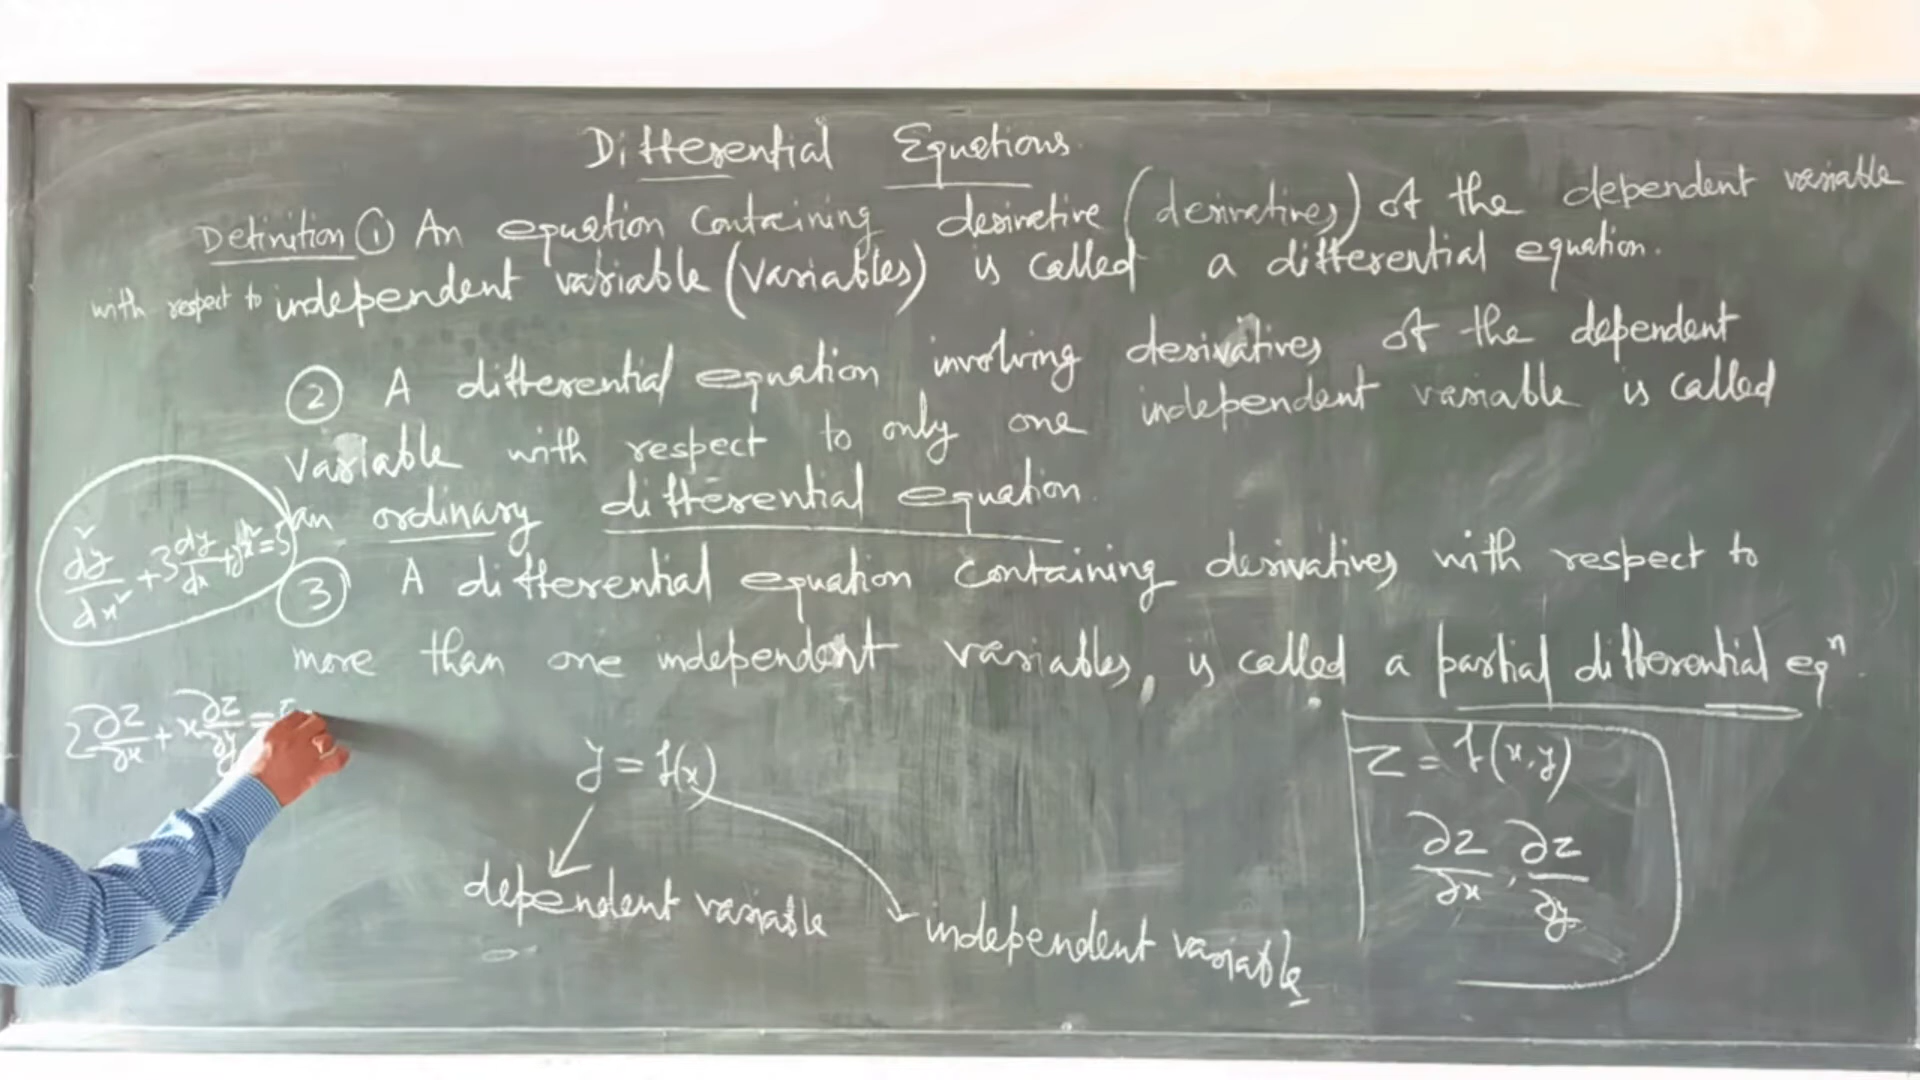 Differential Equations.
Definition ① An equation containing derivative (derivatives) of the dependent variable
with respect to independent variable (variables) is called a differential equation.
② A differential equation involving derivatives of the dependent
variable with respect to only one independent variable is called
an ordinary differential equation.
③ A differential equation containing derivatives with respect to
more than one independent variables, is called a partial differential eqⁿ.
d²y/dx² + 3 dy/dx
2 ∂z/∂x + x ∂z/∂y =
y = f(x)
dependent variable
independent variable
z = f(x,y)
∂z/∂x, ∂z/∂y